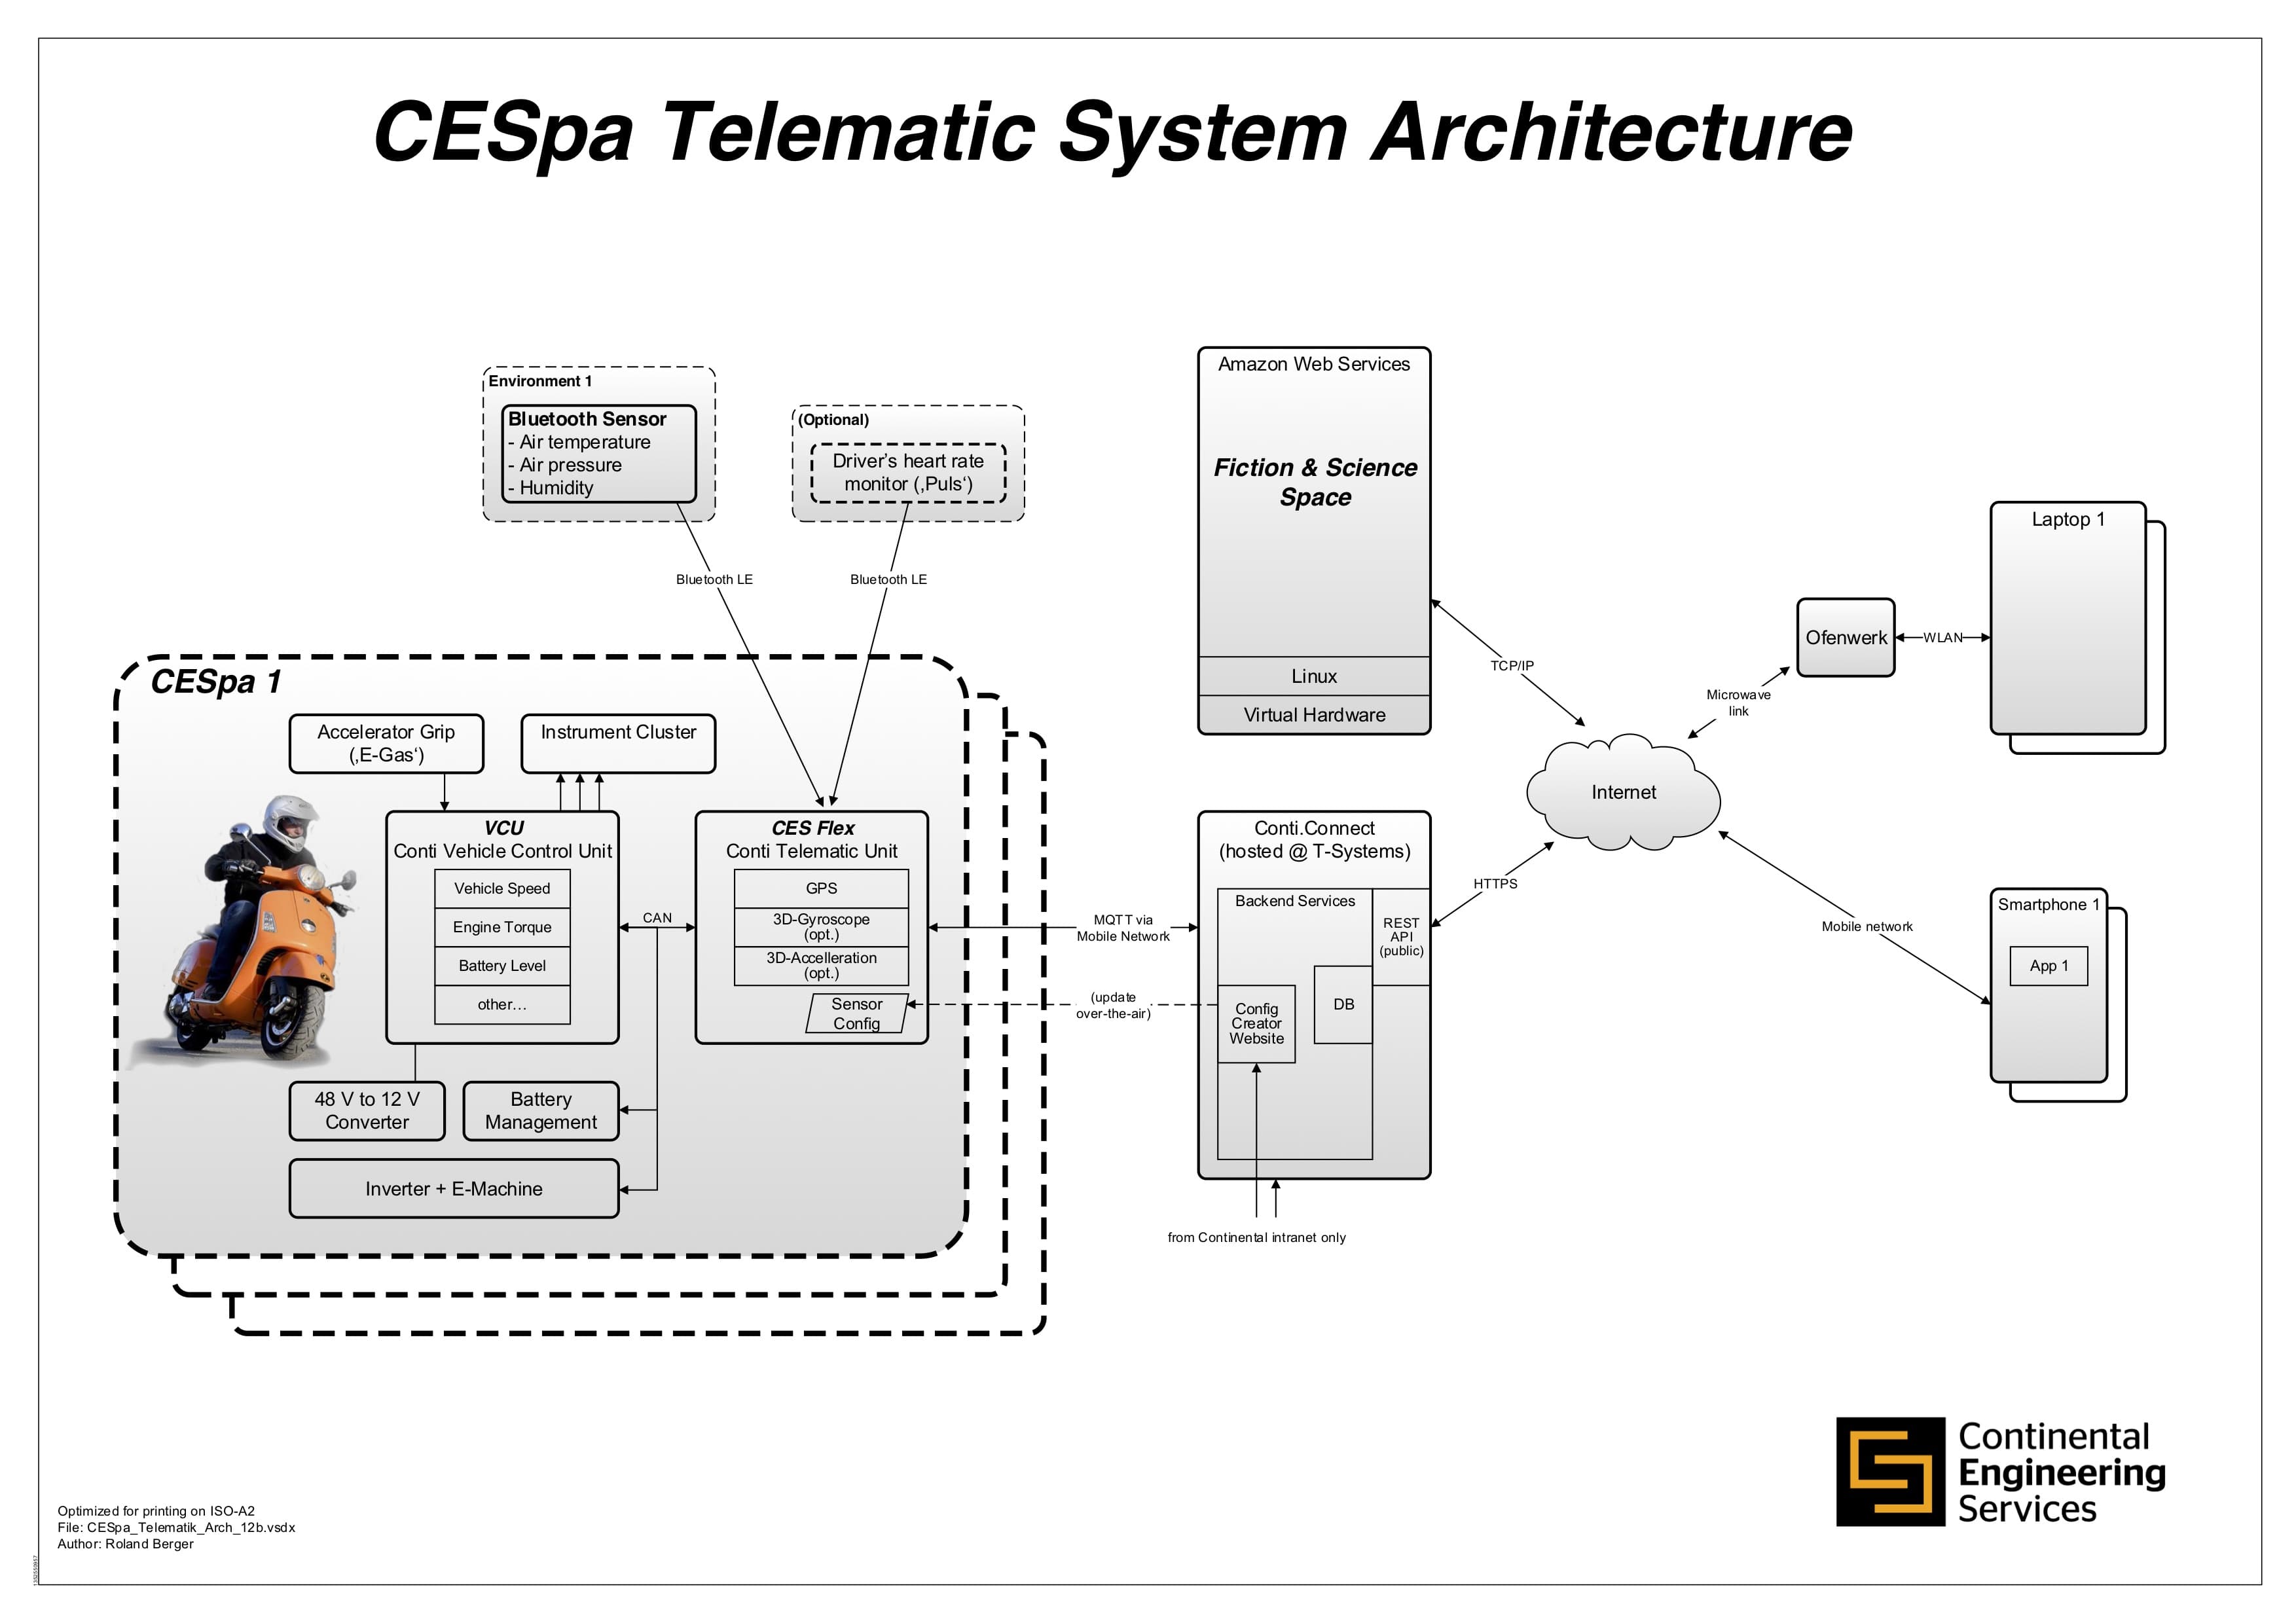 CESpa Telematic System Architecture
Environment 1
Bluetooth Sensor
- Air temperature
- Air pressure
- Humidity
(Optional)
Driver’s heart rate
monitor (‚Puls‘)
Bluetooth LE
Bluetooth LE
Amazon Web Services
Fiction & Science
Space
Linux
Virtual Hardware
TCP/IP
Laptop 1
Ofenwerk
WLAN
Microwave
link
Internet
CESpa 1
Accelerator Grip
(‚E-Gas‘)
Instrument Cluster
VCU
Conti Vehicle Control Unit
Vehicle Speed
Engine Torque
Battery Level
other…
CAN
CES Flex
Conti Telematic Unit
GPS
3D-Gyroscope
(opt.)
3D-Accelleration
(opt.)
Sensor
Config
48 V to 12 V
Converter
Battery
Management
Inverter + E-Machine
MQTT via
Mobile Network
(update
over-the-air)
Conti.Connect
(hosted @ T-Systems)
Backend Services
REST
API
(public)
Config
Creator
Website
DB
from Continental intranet only
HTTPS
Mobile network
Smartphone 1
App 1
Continental
Engineering
Services
Optimized for printing on ISO-A2
File: CESpa_Telematik_Arch_12b.vsdx
Author: Roland Berger